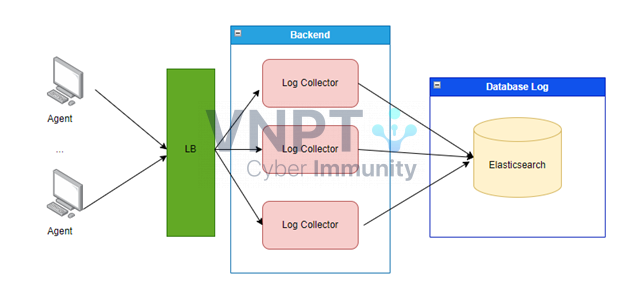 Backend
Log Collector
Database Log
Agent
VNPT
...
LB
Log Collector
Elasticsearch
Cyber Immunity
Agent
Log Collector